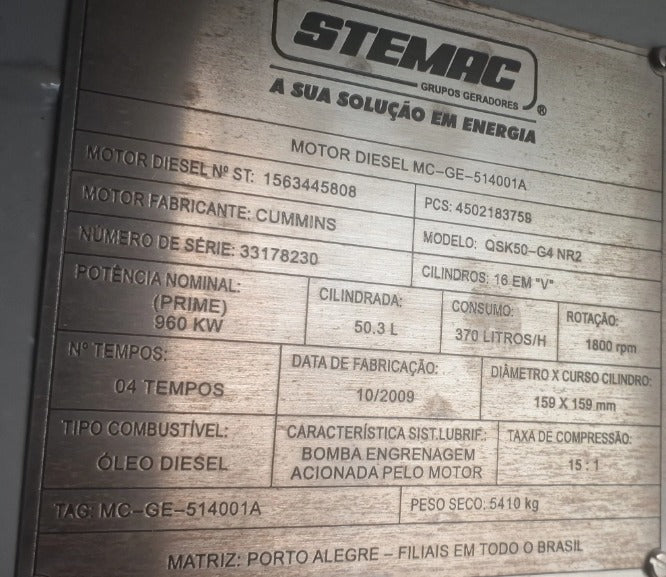 STEMAC
GRUPOS GERADORES
®
A SUA SOLUÇÃO EM ENERGIA
MOTOR DIESEL MC-GE-514001A
MOTOR DIESEL Nº ST: 1563445808
PCS: 4502183759
MOTOR FABRICANTE: CUMMINS
MODELO: QSK50-G4 NR2
NÚMERO DE SÉRIE: 33178230
CILINDROS: 16 EM "V"
POTÊNCIA NOMINAL:
(PRIME)
960 KW
CILINDRADA:
50.3 L
CONSUMO:
370 LITROS/H
ROTAÇÃO:
1800 rpm
Nº TEMPOS:
04 TEMPOS
DATA DE FABRICAÇÃO:
10/2009
DIÂMETRO X CURSO CILINDRO:
159 X 159 mm
TIPO COMBUSTÍVEL:
ÓLEO DIESEL
CARACTERÍSTICA SIST.LUBRIF.:
BOMBA ENGRENAGEM
ACIONADA PELO MOTOR
TAXA DE COMPRESSÃO:
15 : 1
TAG: MC-GE-514001A
PESO SECO: 5410 kg
MATRIZ: PORTO ALEGRE – FILIAIS EM TODO O BRASIL